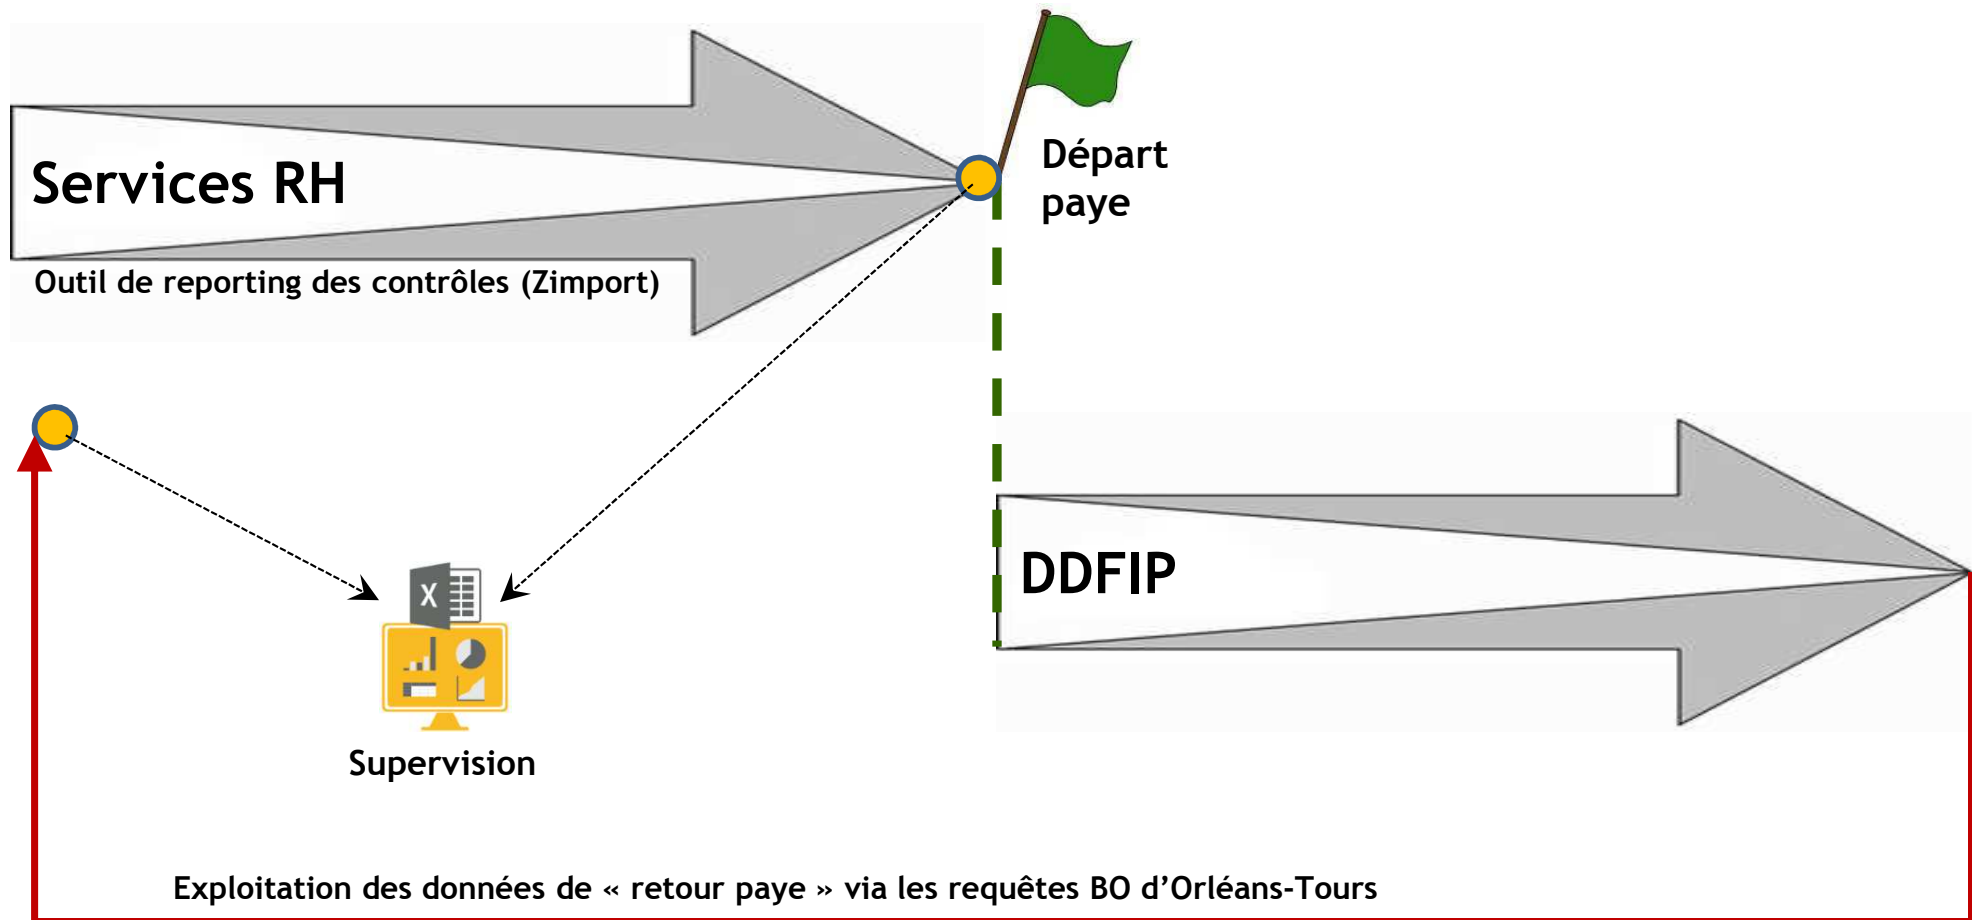 Départ
paye
Services RH
Outil de reporting des contrôles (Zimport)
X
DDFIP
Supervision
Exploitation des données de « retour paye » via les requêtes BO d’Orléans-Tours